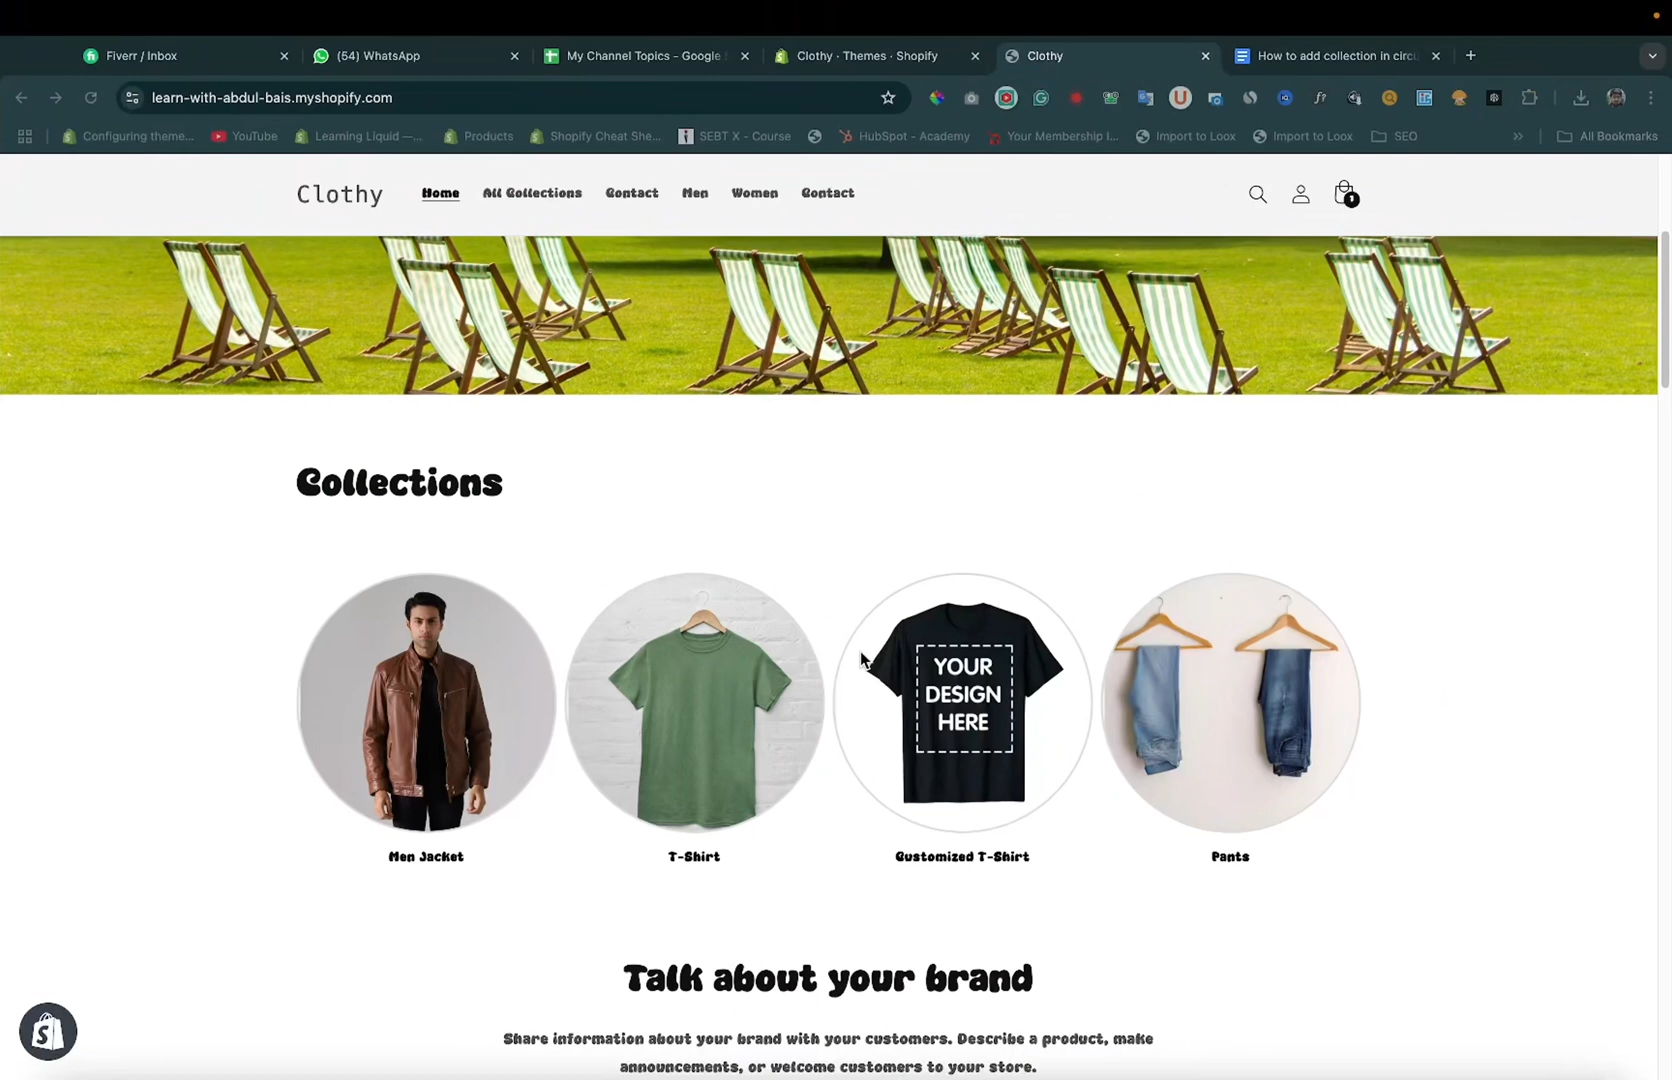 Fiverr / Inbox
(54) WhatsApp
My Channel Topics - Google
Clothy · Themes · Shopify
Clothy
How to add collection in circu
learn-with-abdul-bais.myshopify.com
Configuring theme...
YouTube
Learning Liquid —...
Products
Shopify Cheat She...
SEBT X - Course
HubSpot - Academy
Your Membership I...
Import to Loox
Import to Loox
SEO
»
All Bookmarks
Clothy
Home
All Collections
Contact
Men
Women
Contact
1
Collections
YOUR
DESIGN
HERE
Men Jacket
T-Shirt
Customized T-Shirt
Pants
Talk about your brand
Share information about your brand with your customers. Describe a product, make
announcements, or welcome customers to your store.